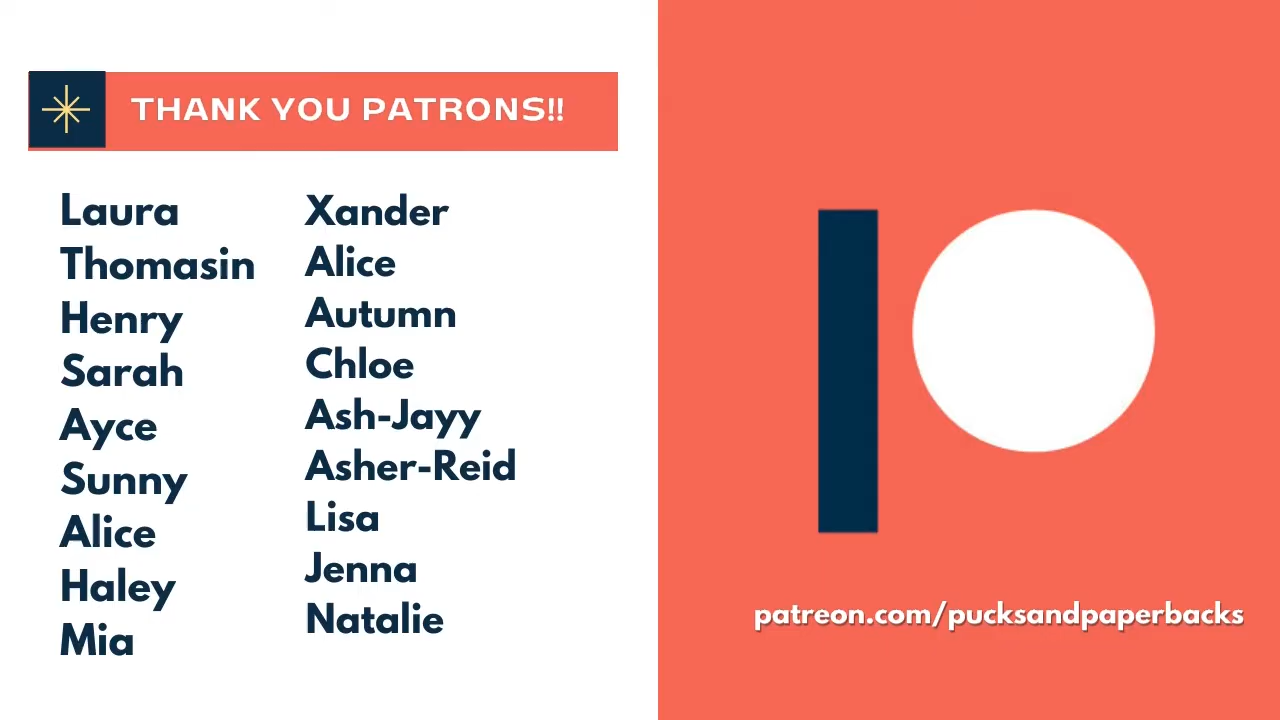 THANK YOU PATRONS!!
Laura
Thomasin
Henry
Sarah
Ayce
Sunny
Alice
Haley
Mia
Xander
Alice
Autumn
Chloe
Ash-Jayy
Asher-Reid
Lisa
Jenna
Natalie
patreon.com/pucksandpaperbacks